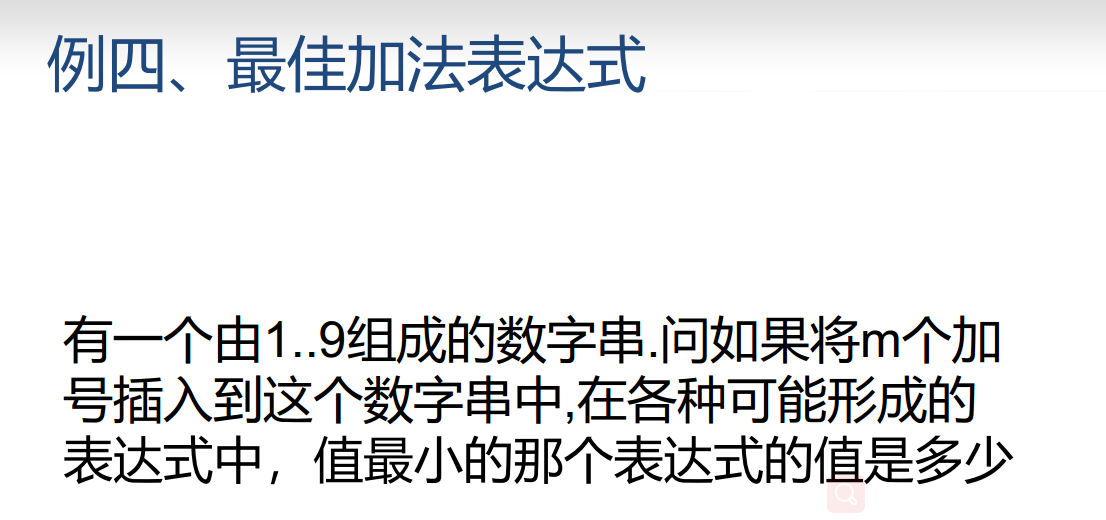 例四、最佳加法表达式
有一个由1..9组成的数字串.问如果将m个加
号插入到这个数字串中,在各种可能形成的
表达式中，值最小的那个表达式的值是多少